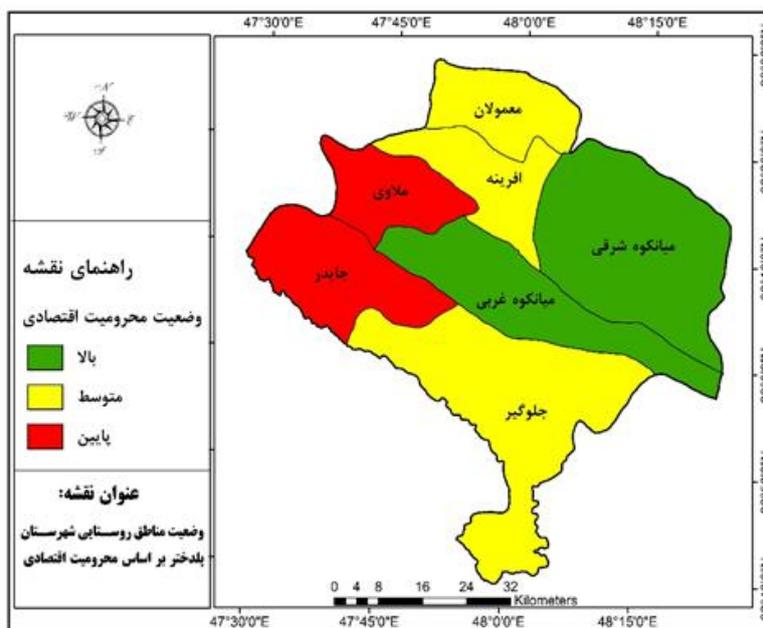 47°30'0"E 47°45'0"E 48°0'0"E 48°15'0"E
معمولان
افرینه
ملاوی
میانکوه شرقی
جایدر
میانکوه غربی
جلوگیر
راهنمای نقشه
وضعیت محرومیت اقتصادی
بالا
متوسط
پایین
عنوان نقشه:
وضعیت مناطق روستایی شهرستان
پلدختر بر اساس محرومیت اقتصادی
0 4 8 16 24 32
Kilometers
47°30'0"E 47°45'0"E 48°0'0"E 48°15'0"E